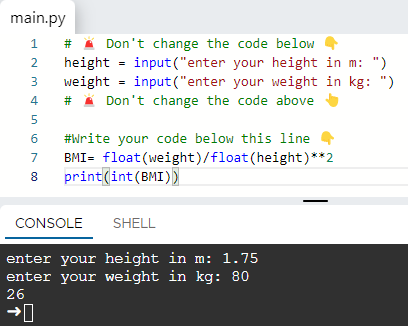 main.py
1 # 🚨 Don't change the code below 👇
2 height = input("enter your height in m: ")
3 weight = input("enter your weight in kg: ")
4 # 🚨 Don't change the code above 👆
5
6 #Write your code below this line 👇
7 BMI= float(weight)/float(height)**2
8 print(int(BMI))
CONSOLE SHELL
enter your height in m: 1.75
enter your weight in kg: 80
26
➜